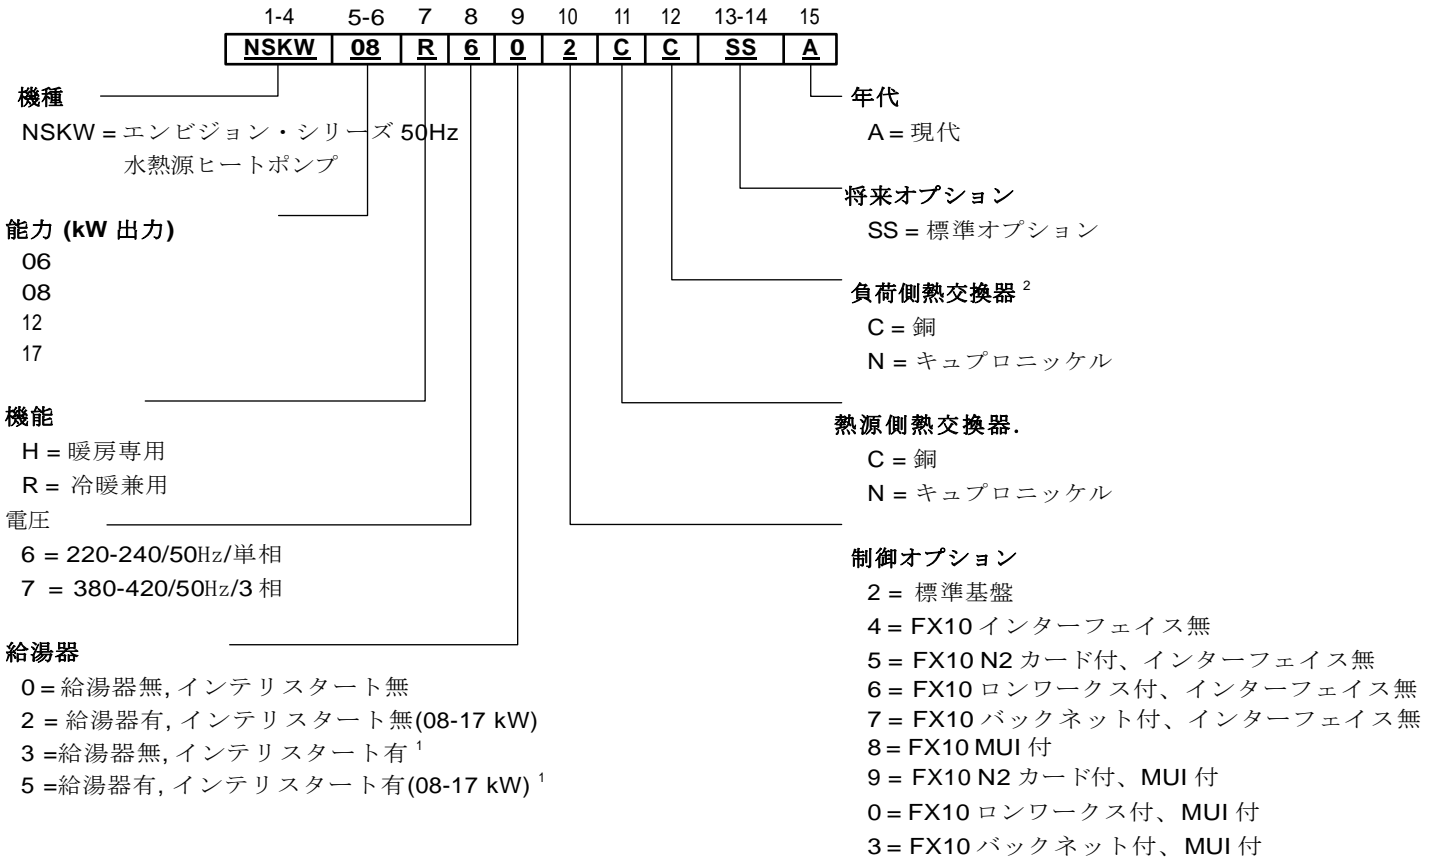 1-4 5-6 7 8 9 10 11 12 13-14 15
NSKW 08 R 6 0 2 C C SS A
機種
NSKW = エンビジョン・シリーズ 50Hz
水熱源ヒートポンプ
能力 (kW 出力)
06
08
12
17
機能
H = 暖房専用
R = 冷暖兼用
電圧
6 = 220-240/50Hz/単相
7 = 380-420/50Hz/3 相
給湯器
0 = 給湯器無, インテリスタート無
2 = 給湯器有, インテリスタート無(08-17 kW)
3 =給湯器無, インテリスタート有 1
5 =給湯器有, インテリスタート有(08-17 kW) 1
年代
A = 現代
将来オプション
SS = 標準オプション
負荷側熱交換器 2
C = 銅
N = キュプロニッケル
熱源側熱交換器.
C = 銅
N = キュプロニッケル
制御オプション
2 = 標準基盤
4 = FX10 インターフェイス無
5 = FX10 N2 カード付、インターフェイス無
6 = FX10 ロンワークス付、インターフェイス無
7 = FX10 バックネット付、インターフェイス無
8 = FX10 MUI 付
9 = FX10 N2 カード付、MUI 付
0 = FX10 ロンワークス付、MUI 付
3 = FX10 バックネット付、MUI 付